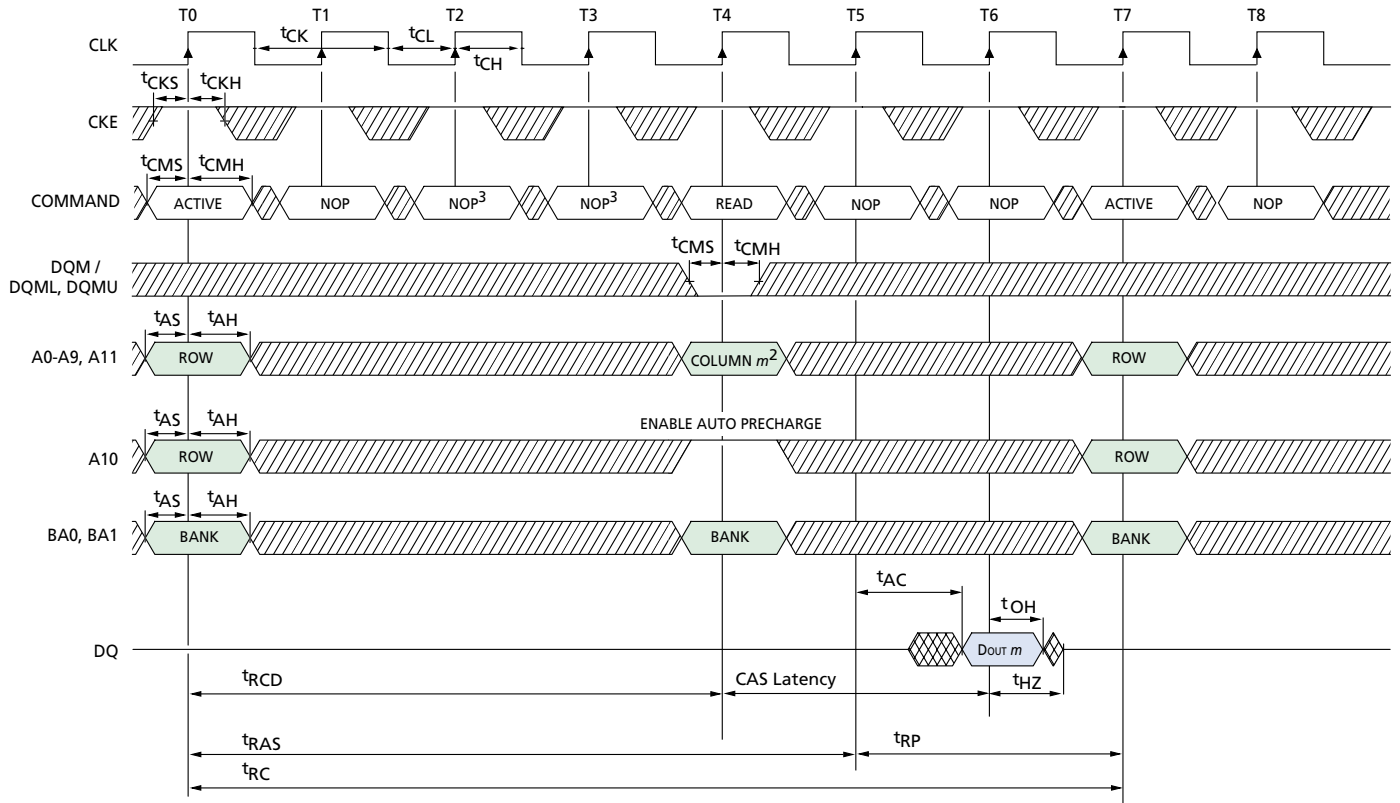 T0 T1 T2 T3 T4 T5 T6 T7 T8
CLK
tCK tCL
tCH
tCKS tCKH
CKE
tCMS tCMH
COMMAND ACTIVE NOP NOP3 NOP3 READ NOP NOP ACTIVE NOP
tCMS tCMH
DQM /
DQML, DQMU
tAS tAH
A0-A9, A11 ROW COLUMN m2 ROW
tAS tAH
ENABLE AUTO PRECHARGE
A10 ROW ROW
tAS tAH
BA0, BA1 BANK BANK BANK
tAC
tOH
DQ DOUT m
tRCD CAS Latency tHZ
tRAS tRP
tRC